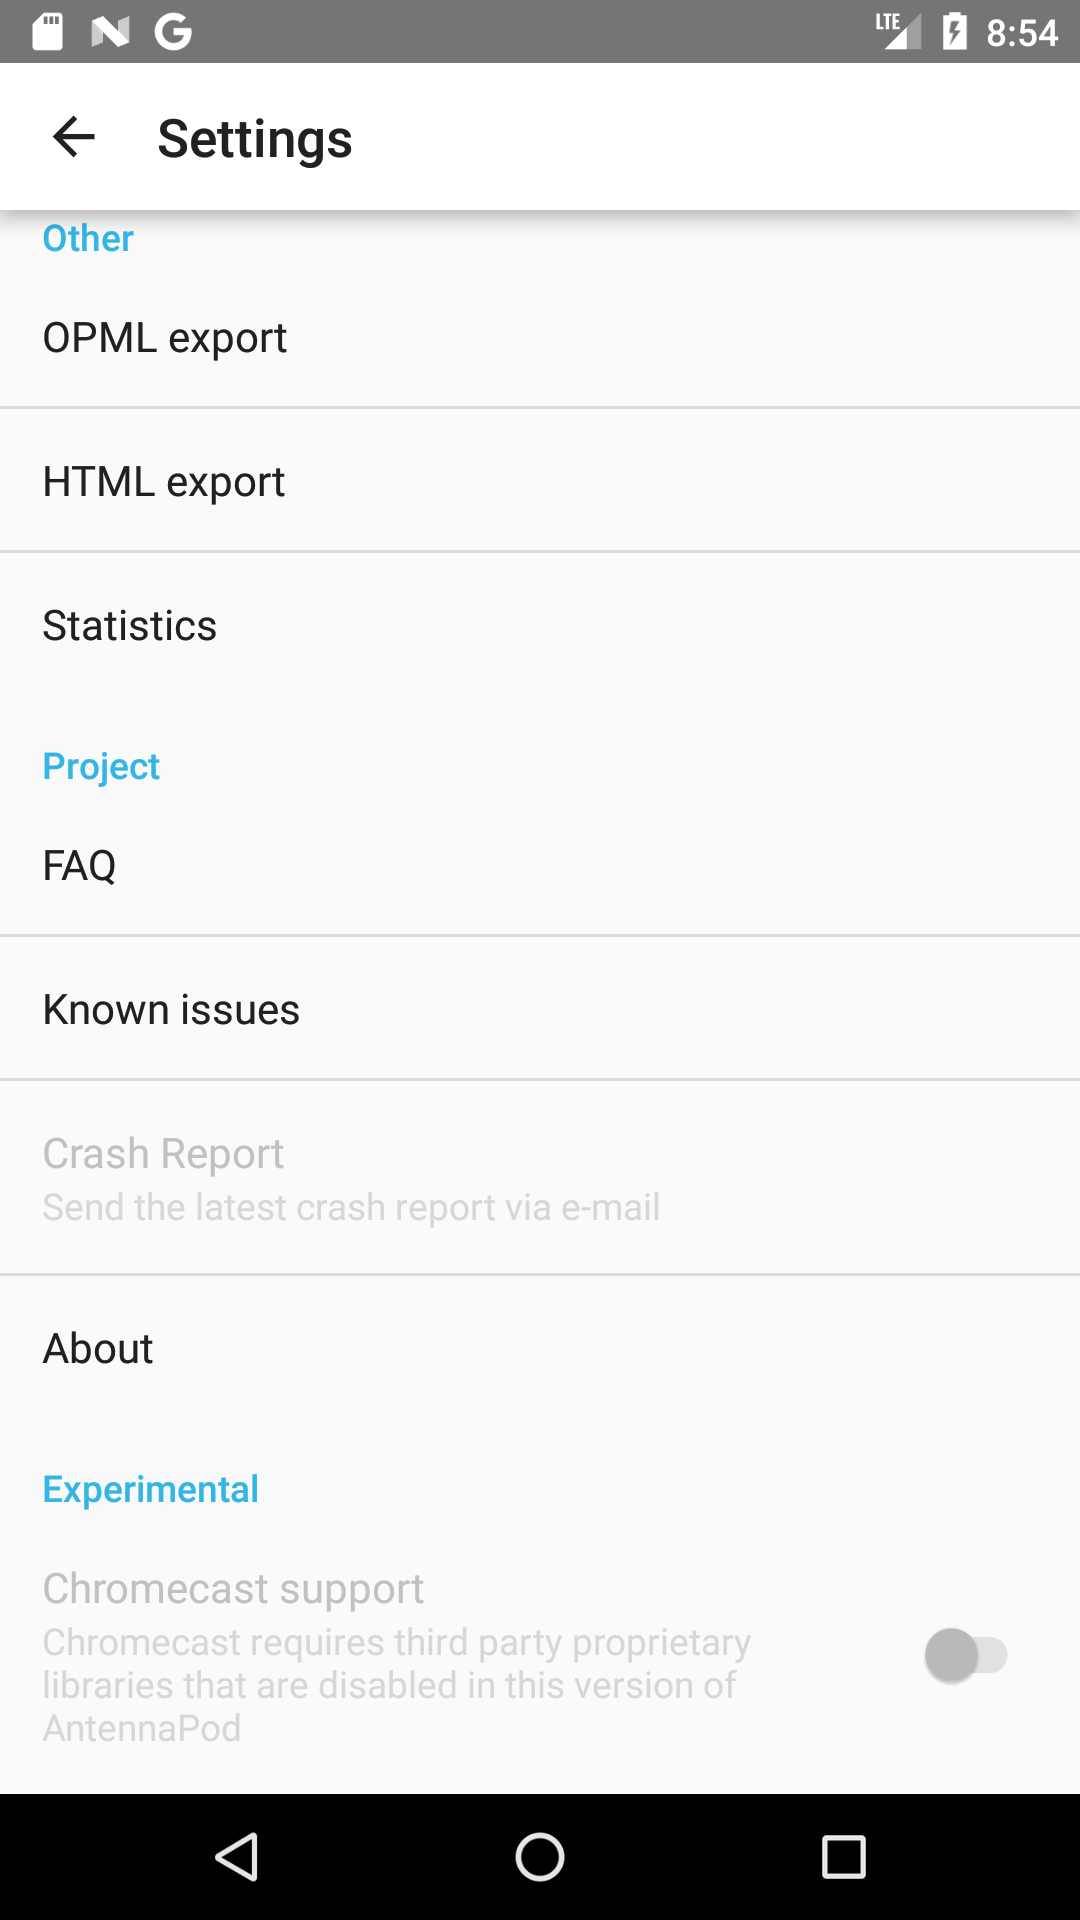 LTE 8:54
Settings
Other
OPML export
HTML export
Statistics
Project
FAQ
Known issues
Crash Report
Send the latest crash report via e-mail
About
Experimental
Chromecast support
Chromecast requires third party proprietary
libraries that are disabled in this version of
AntennaPod